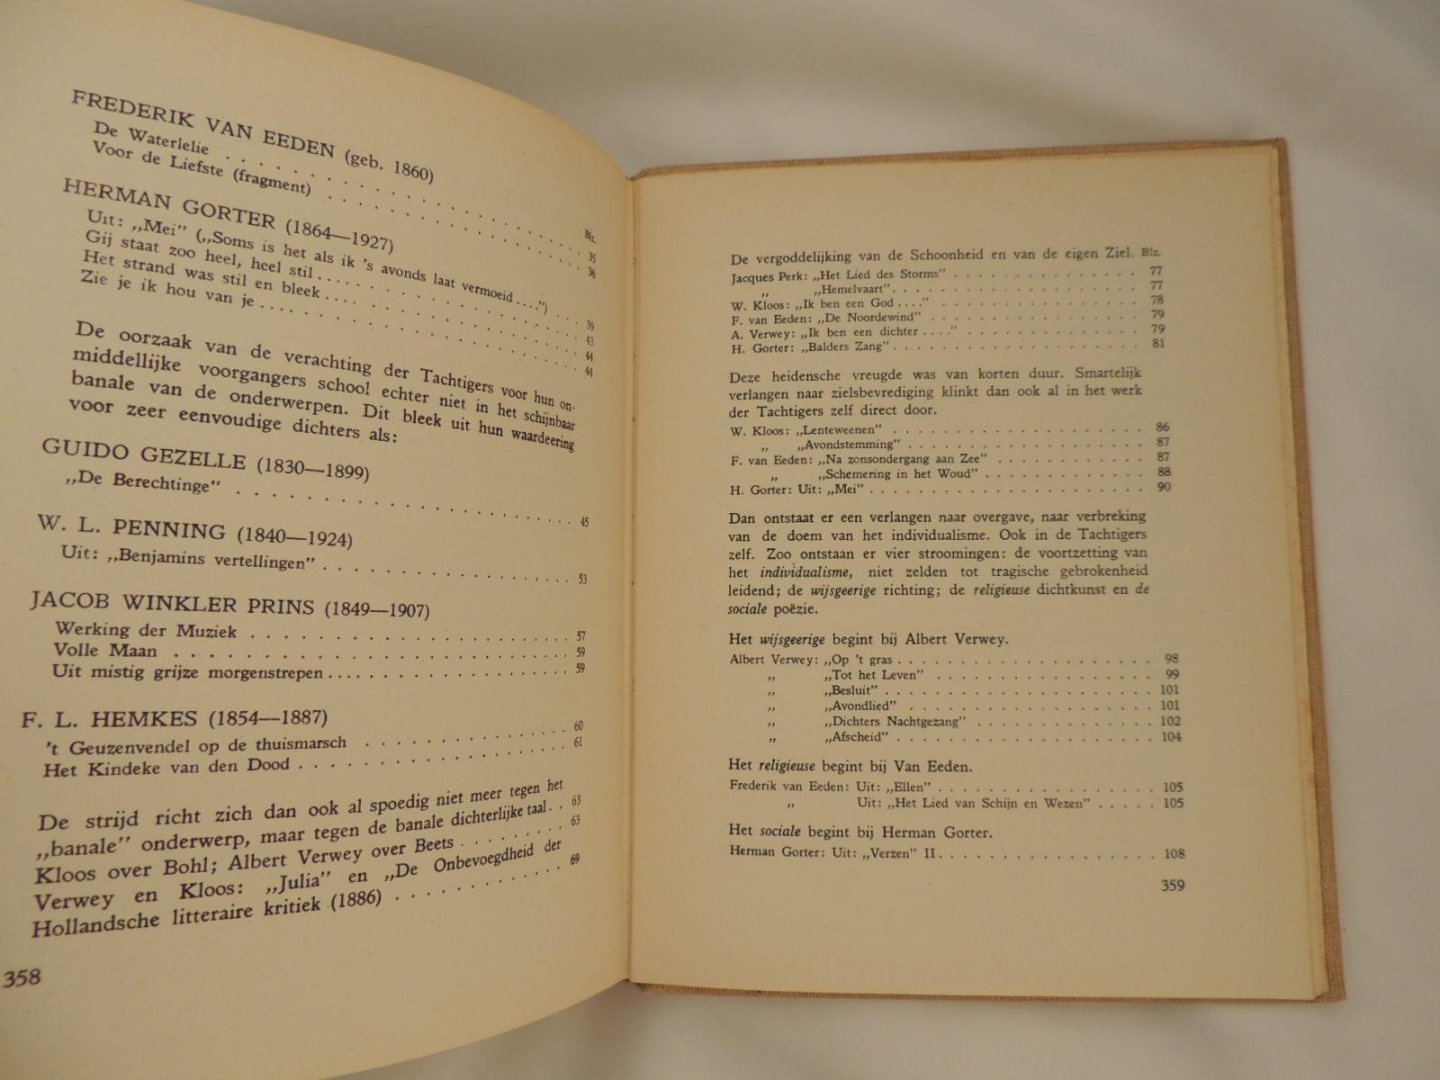 FREDERIK VAN EEDEN (geb. 1860)
Blz.
De Waterlelie . . . . 35
Voor de Liefste (fragment) . . . . 36
HERMAN GORTER (1864—1927)
Uit: „Mei” („Soms is het als ik 's avonds laat vermoeid ....”) . . . 39
Gij staat zoo heel, heel stil . . . . 43
Het strand was stil en bleek . . . . 44
Zie je ik hou van je . . . . 44
De oorzaak van de verachting der Tachtigers voor hun on-
middellijke voorgangers school echter niet in het schijnbaar
banale van de onderwerpen. Dit bleek uit hun waardeering
voor zeer eenvoudige dichters als:
GUIDO GEZELLE (1830—1899)
„De Berechtinge” . . . . 45
W. L. PENNING (1840—1924)
Uit: „Benjamins vertellingen” . . . . 53
JACOB WINKLER PRINS (1849—1907)
Werking der Muziek . . . . 57
Volle Maan . . . . 59
Uit mistig grijze morgenstrepen . . . . 59
F. L. HEMKES (1854—1887)
't Geuzenvendel op de thuismarsch . . . . 60
Het Kindeke van den Dood . . . . 61
De strijd richt zich dan ook al spoedig niet meer tegen het
„banale” onderwerp, maar tegen de banale dichterlijke taal. . 63
Kloos over Bohl; Albert Verwey over Beets . . . . 63
Verwey en Kloos: „Julia” en „De Onbevoegdheid der
Hollandsche litteraire kritiek (1886) . . . . 69
358
De vergoddelijking van de Schoonheid en van de eigen Ziel. Blz.
Jacques Perk: „Het Lied des Storms” . . . . 77
„ „Hemelvaart” . . . . 77
W. Kloos: „Ik ben een God ....” . . . . 78
F. van Eeden: „De Noordewind” . . . . 79
A. Verwey: „Ik ben een dichter ....” . . . . 79
H. Gorter: „Balders Zang” . . . . 81
Deze heidensche vreugde was van korten duur. Smartelijk
verlangen naar zielsbevrediging klinkt dan ook al in het werk
der Tachtigers zelf direct door.
W. Kloos: „Lenteweenen” . . . . 86
„ „Avondstemming” . . . . 87
F. van Eeden: „Na zonsondergang aan Zee” . . . . 87
„ „Schemering in het Woud” . . . . 88
H. Gorter: Uit: „Mei” . . . . 90
Dan ontstaat er een verlangen naar overgave, naar verbreking
van de doem van het individualisme. Ook in de Tachtigers
zelf. Zoo ontstaan er vier stroomingen: de voortzetting van
het individualisme, niet zelden tot tragische gebrokenheid
leidend; de wijsgeerige richting; de religieuse dichtkunst en de
sociale poëzie.
Het wijsgeerige begint bij Albert Verwey.
Albert Verwey: „Op 't gras . . . . 98
„ „Tot het Leven” . . . . 99
„ „Besluit” . . . . 101
„ „Avondlied” . . . . 101
„ „Dichters Nachtgezang” . . . . 102
„ „Afscheid” . . . . 104
Het religieuse begint bij Van Eeden.
Frederik van Eeden: Uit: „Ellen” . . . . 105
„ Uit: „Het Lied van Schijn en Wezen” . . . . 105
Het sociale begint bij Herman Gorter.
Herman Gorter: Uit: „Verzen” II . . . . 108
359